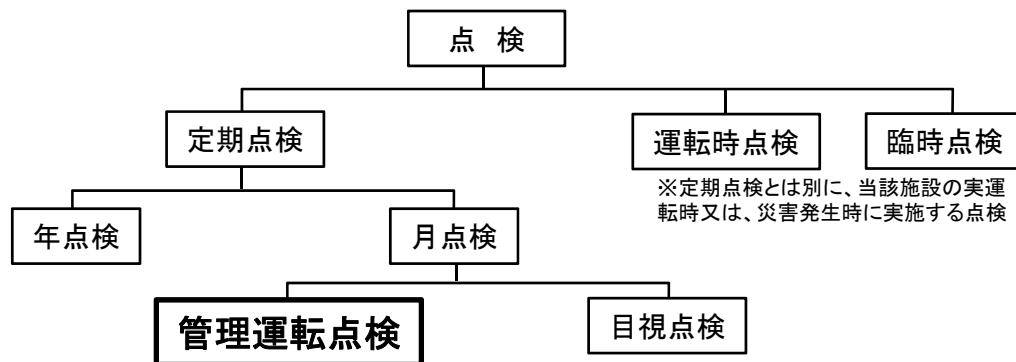 点 検
定期点検
運転時点検
臨時点検
※定期点検とは別に、当該施設の実運
転時又は、災害発生時に実施する点検
年点検
月点検
管理運転点検
目視点検